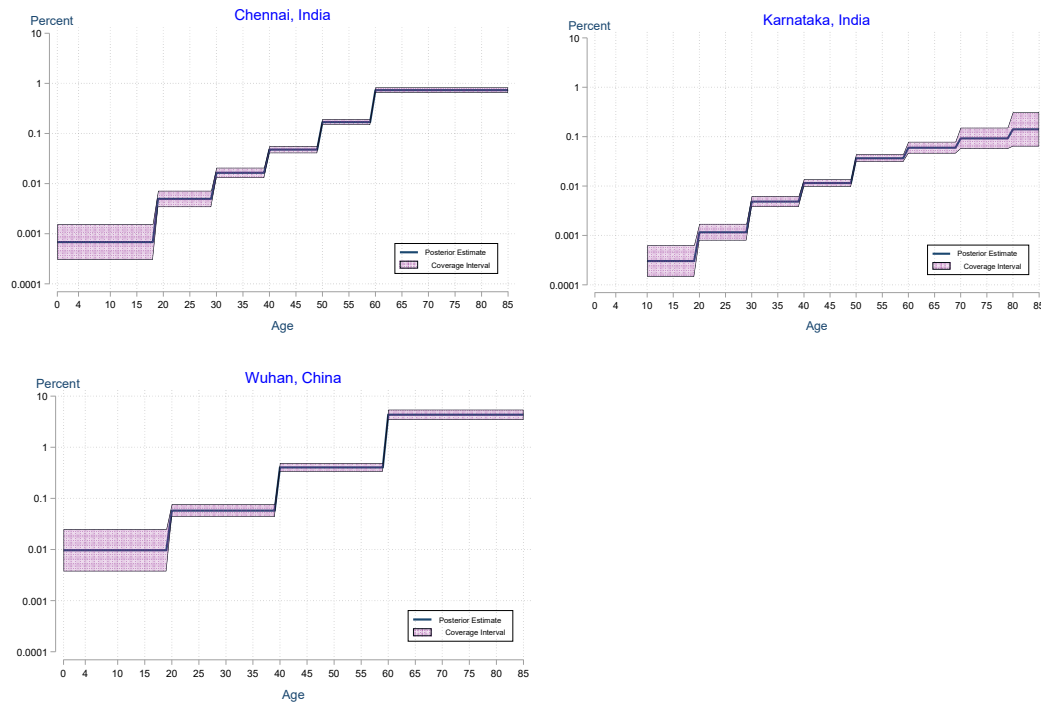 Chennai, India
Percent
10
1
0.1
0.01
0.001
0.0001
Posterior Estimate
Coverage Interval
0 4 10 15 20 25 30 35 40 45 50 55 60 65 70 75 80 85
Age
Karnataka, India
Percent
10
1
0.1
0.01
0.001
0.0001
Posterior Estimate
Coverage Interval
0 4 10 15 20 25 30 35 40 45 50 55 60 65 70 75 80 85
Age
Wuhan, China
Percent
10
1
0.1
0.01
0.001
0.0001
Posterior Estimate
Coverage Interval
0 4 10 15 20 25 30 35 40 45 50 55 60 65 70 75 80 85
Age